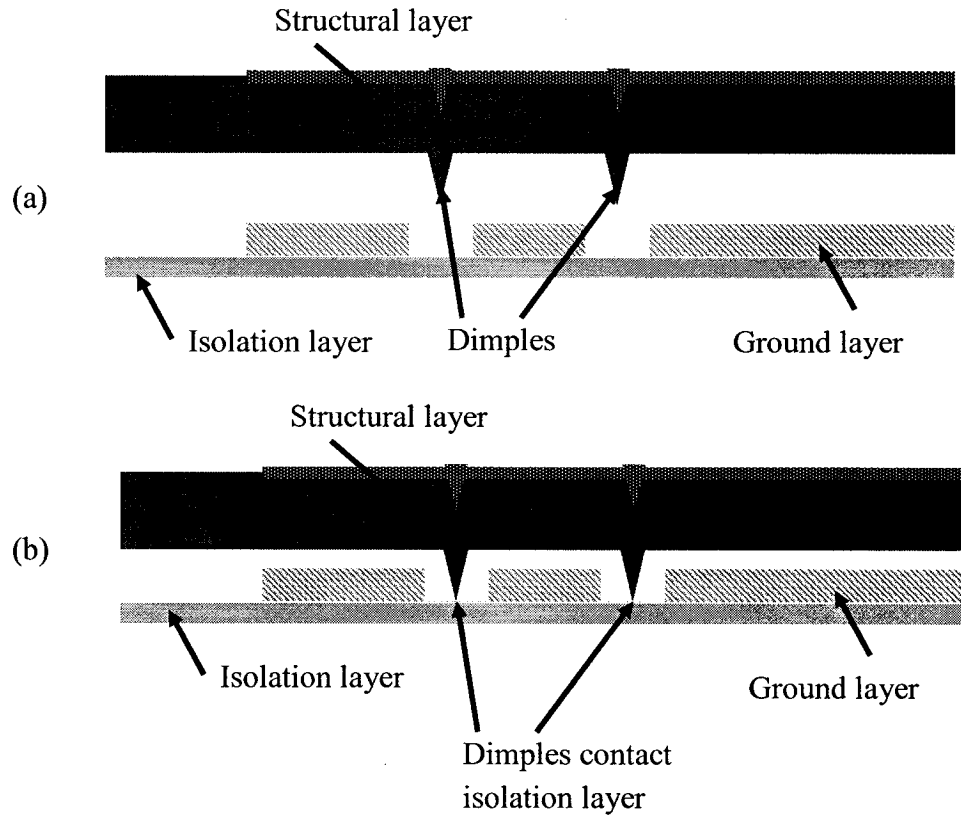 Structural layer
(a)
Isolation layer
Dimples
Ground layer
Structural layer
(b)
Isolation layer
Ground layer
Dimples contact
isolation layer